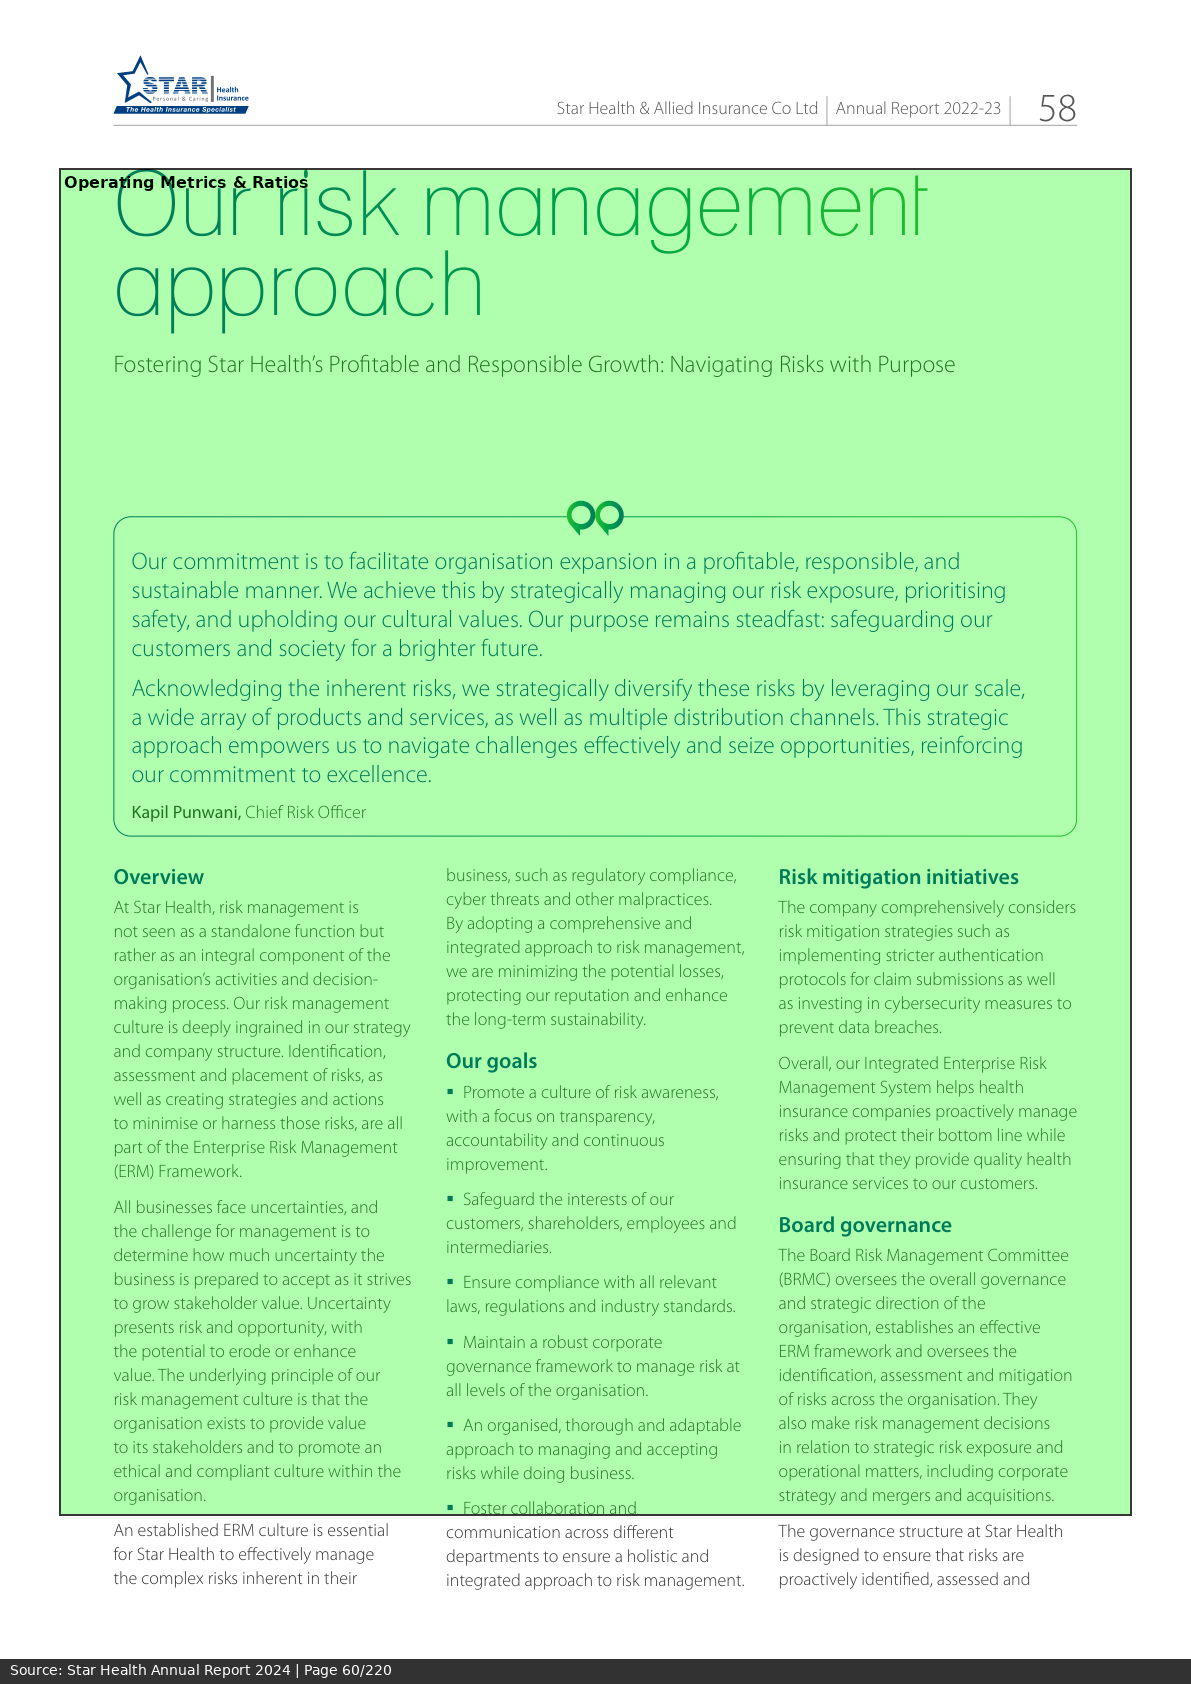 STAR
Health
Insurance
Personal & Caring
The Health Insurance Specialist
Star Health & Allied Insurance Co Ltd
Annual Report 2022-23
58
Operating Metrics & Ratios
Our risk management
approach
Fostering Star Health’s Profitable and Responsible Growth: Navigating Risks with Purpose
Our commitment is to facilitate organisation expansion in a profitable, responsible, and
sustainable manner. We achieve this by strategically managing our risk exposure, prioritising
safety, and upholding our cultural values. Our purpose remains steadfast: safeguarding our
customers and society for a brighter future.
Acknowledging the inherent risks, we strategically diversify these risks by leveraging our scale,
a wide array of products and services, as well as multiple distribution channels. This strategic
approach empowers us to navigate challenges effectively and seize opportunities, reinforcing
our commitment to excellence.
Kapil Punwani, Chief Risk Officer
Overview
At Star Health, risk management is
not seen as a standalone function but
rather as an integral component of the
organisation’s activities and decision-
making process. Our risk management
culture is deeply ingrained in our strategy
and company structure. Identification,
assessment and placement of risks, as
well as creating strategies and actions
to minimise or harness those risks, are all
part of the Enterprise Risk Management
(ERM) Framework.
All businesses face uncertainties, and
the challenge for management is to
determine how much uncertainty the
business is prepared to accept as it strives
to grow stakeholder value. Uncertainty
presents risk and opportunity, with
the potential to erode or enhance
value. The underlying principle of our
risk management culture is that the
organisation exists to provide value
to its stakeholders and to promote an
ethical and compliant culture within the
organisation.
An established ERM culture is essential
for Star Health to effectively manage
the complex risks inherent in their
business, such as regulatory compliance,
cyber threats and other malpractices.
By adopting a comprehensive and
integrated approach to risk management,
we are minimizing the potential losses,
protecting our reputation and enhance
the long-term sustainability.
Our goals
▪ Promote a culture of risk awareness,
with a focus on transparency,
accountability and continuous
improvement.
▪ Safeguard the interests of our
customers, shareholders, employees and
intermediaries.
▪ Ensure compliance with all relevant
laws, regulations and industry standards.
▪ Maintain a robust corporate
governance framework to manage risk at
all levels of the organisation.
▪ An organised, thorough and adaptable
approach to managing and accepting
risks while doing business.
▪ Foster collaboration and
communication across different
departments to ensure a holistic and
integrated approach to risk management.
Risk mitigation initiatives
The company comprehensively considers
risk mitigation strategies such as
implementing stricter authentication
protocols for claim submissions as well
as investing in cybersecurity measures to
prevent data breaches.
Overall, our Integrated Enterprise Risk
Management System helps health
insurance companies proactively manage
risks and protect their bottom line while
ensuring that they provide quality health
insurance services to our customers.
Board governance
The Board Risk Management Committee
(BRMC) oversees the overall governance
and strategic direction of the
organisation, establishes an effective
ERM framework and oversees the
identification, assessment and mitigation
of risks across the organisation. They
also make risk management decisions
in relation to strategic risk exposure and
operational matters, including corporate
strategy and mergers and acquisitions.
The governance structure at Star Health
is designed to ensure that risks are
proactively identified, assessed and
Source: Star Health Annual Report 2024 | Page 60/220